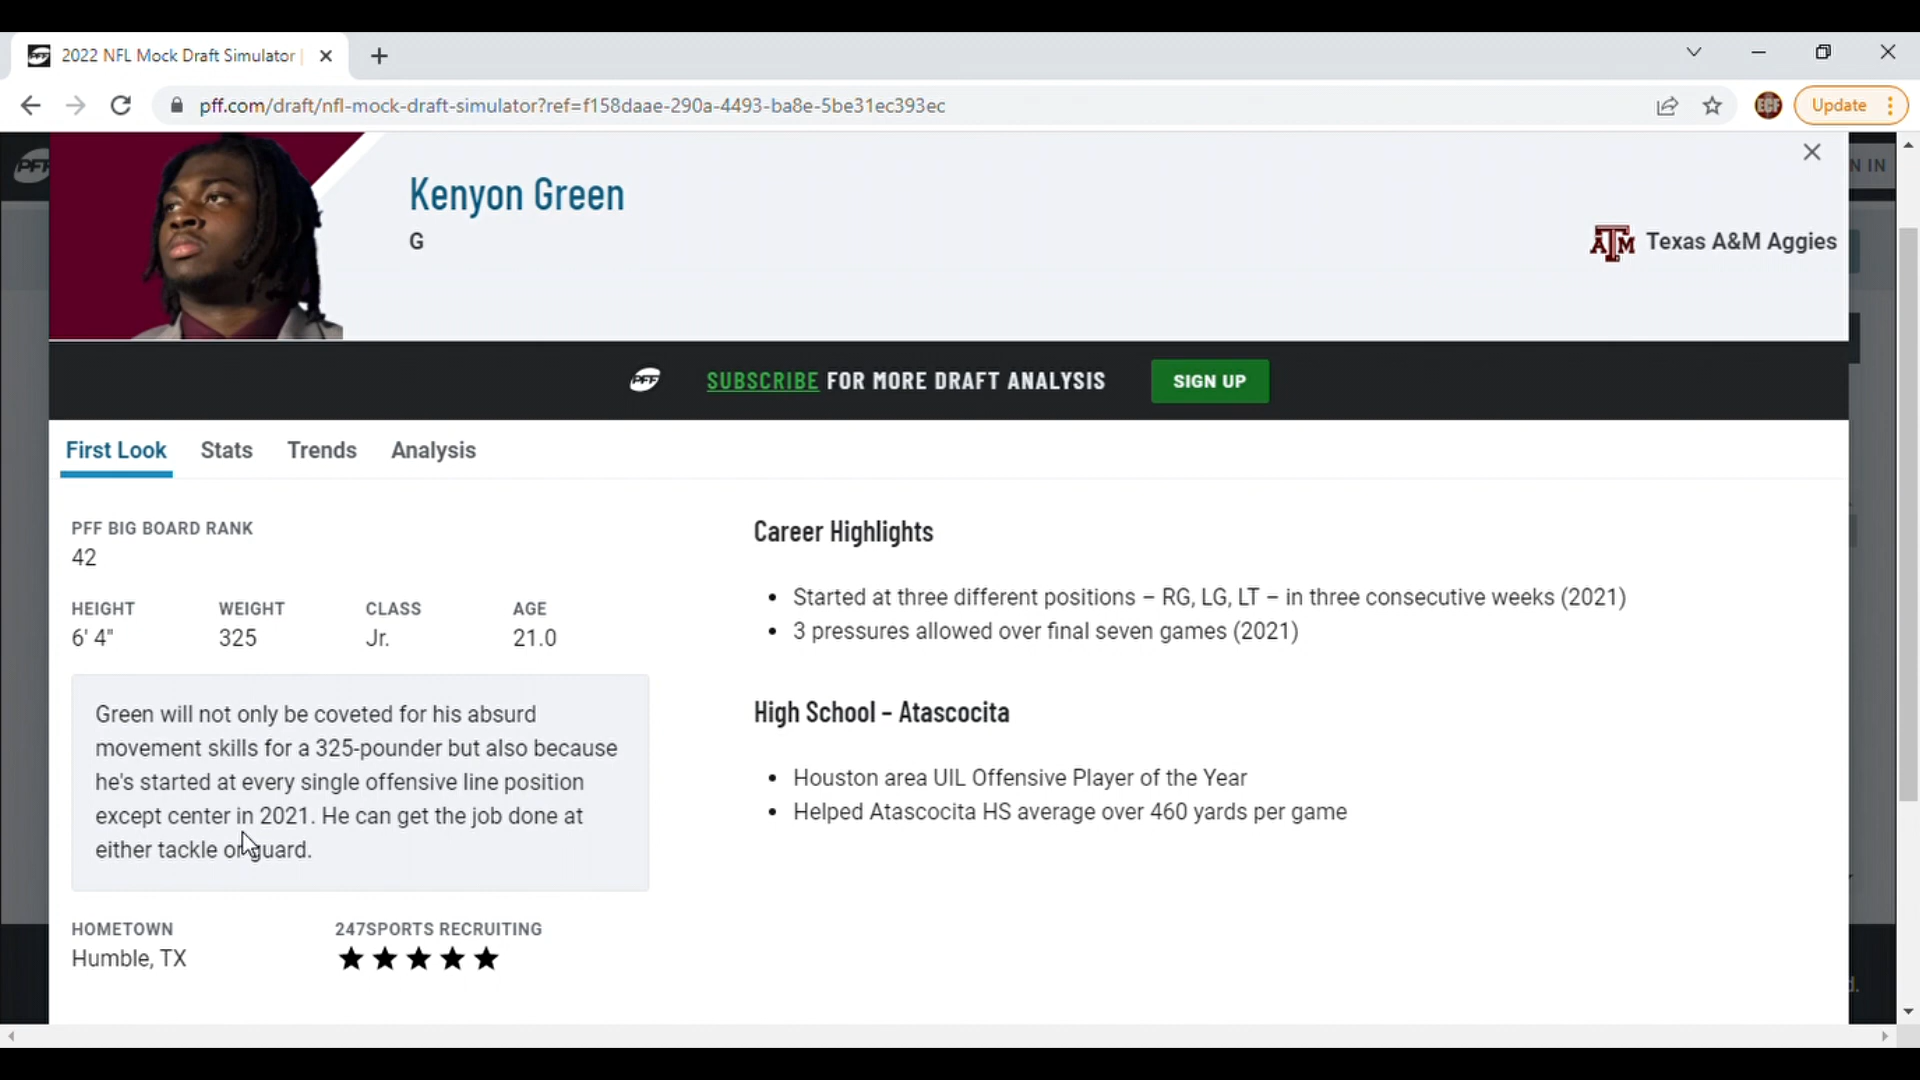 2022 NFL Mock Draft Simulator |
pff.com/draft/nfl-mock-draft-simulator?ref=f158daae-290a-4493-ba8e-5be31ec393ec
ECF
Update
PFF
N IN
Kenyon Green
G
Texas A&M Aggies
PFF SUBSCRIBE FOR MORE DRAFT ANALYSIS SIGN UP
First Look Stats Trends Analysis
PFF BIG BOARD RANK
42
HEIGHT WEIGHT CLASS AGE
6' 4" 325 Jr. 21.0
Green will not only be coveted for his absurd
movement skills for a 325-pounder but also because
he's started at every single offensive line position
except center in 2021. He can get the job done at
either tackle or guard.
HOMETOWN 247SPORTS RECRUITING
Humble, TX
Career Highlights
• Started at three different positions – RG, LG, LT – in three consecutive weeks (2021)
• 3 pressures allowed over final seven games (2021)
High School – Atascocita
• Houston area UIL Offensive Player of the Year
• Helped Atascocita HS average over 460 yards per game
d.